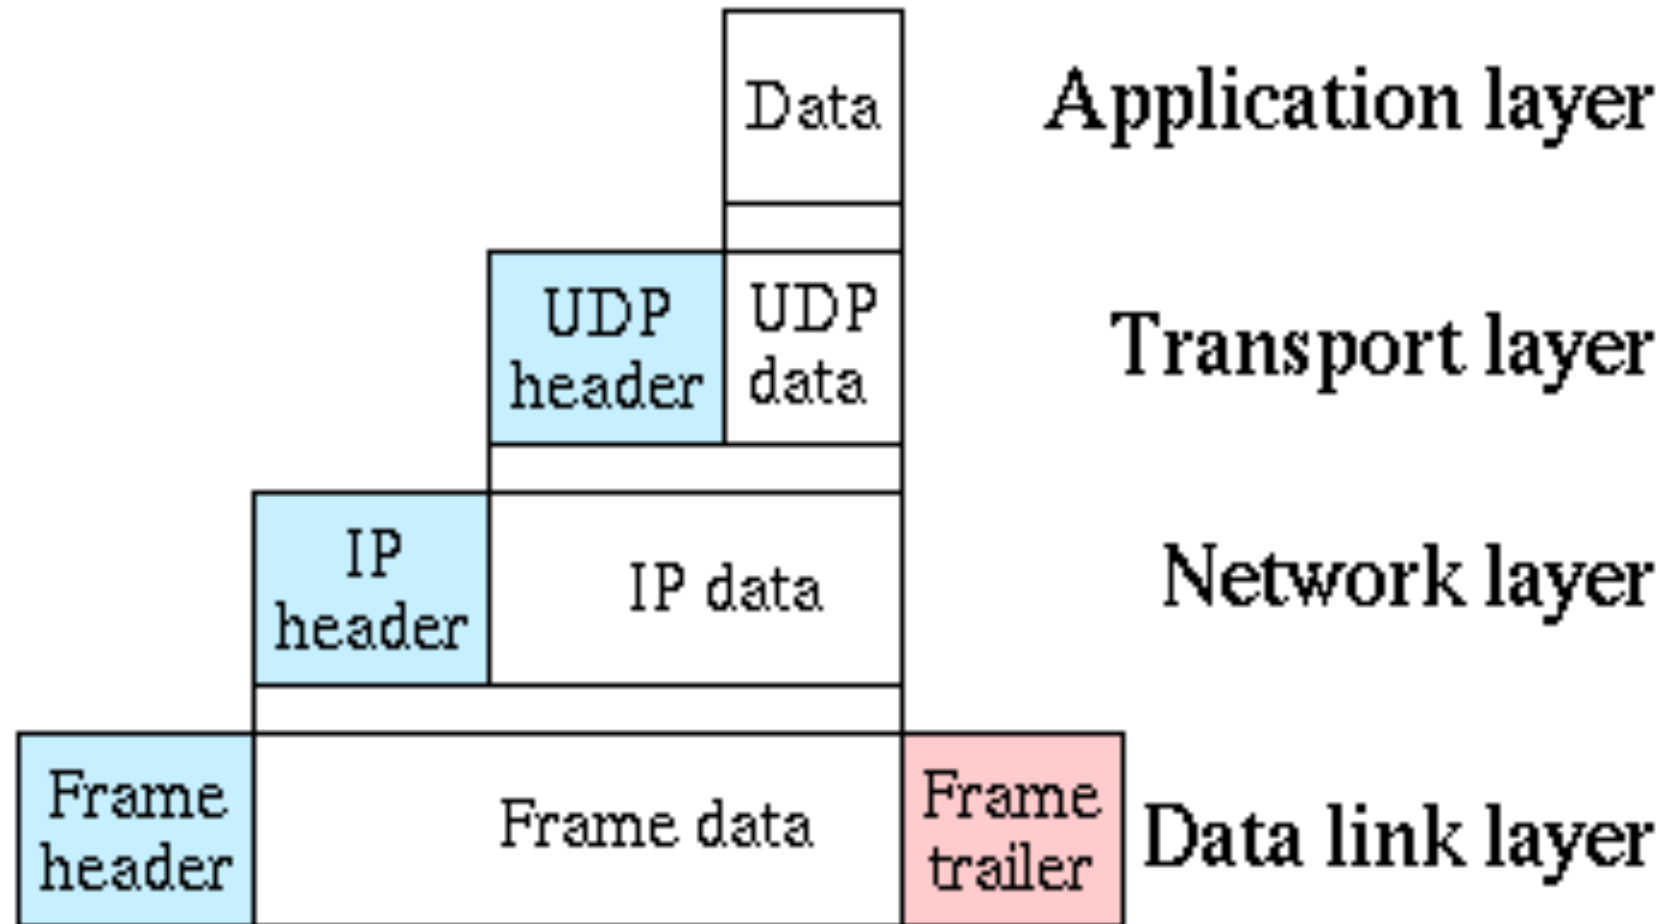 Data
Application layer
UDP
header
UDP
data
Transport layer
IP
header
IP data
Network layer
Frame
header
Frame data
Frame
trailer
Data link layer